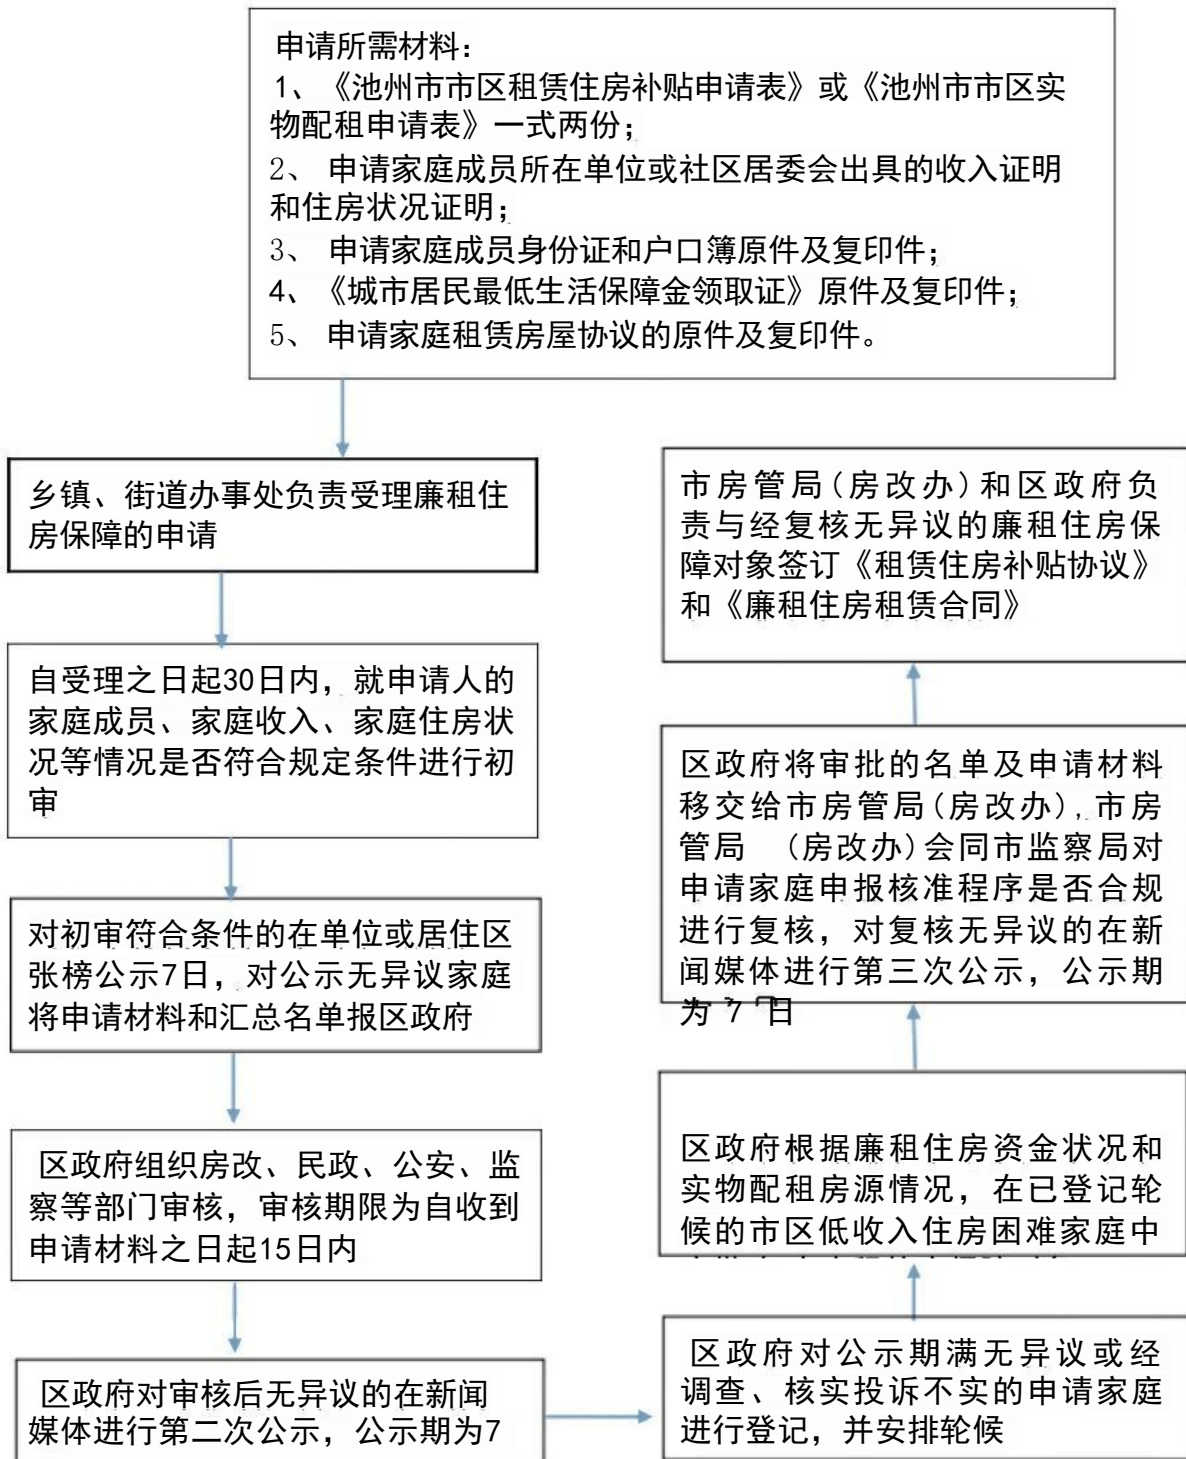 申请所需材料：
1、《池州市市区租赁住房补贴申请表》或《池州市市区实
物配租申请表》一式两份；
2、 申请家庭成员所在单位或社区居委会出具的收入证明
和住房状况证明；
3、 申请家庭成员身份证和户口簿原件及复印件；
4、《城市居民最低生活保障金领取证》原件及复印件；
5、 申请家庭租赁房屋协议的原件及复印件。
乡镇、街道办事处负责受理廉租住
房保障的申请
自受理之日起30日内，就申请人的
家庭成员、家庭收入、家庭住房状
况等情况是否符合规定条件进行初
审
对初审符合条件的在单位或居住区
张榜公示7日，对公示无异议家庭
将申请材料和汇总名单报区政府
区政府组织房改、民政、公安、监
察等部门审核，审核期限为自收到
申请材料之日起15日内
区政府对审核后无异议的在新闻
媒体进行第二次公示，公示期为7
区政府对公示期满无异议或经
调查、核实投诉不实的申请家庭
进行登记，并安排轮候
区政府根据廉租住房资金状况和
实物配租房源情况，在已登记轮
候的市区低收入住房困难家庭中
区政府将审批的名单及申请材料
移交给市房管局(房改办),市房
管局 (房改办)会同市监察局对
申请家庭申报核准程序是否合规
进行复核，对复核无异议的在新
闻媒体进行第三次公示，公示期
为 7 日
市房管局(房改办)和区政府负
责与经复核无异议的廉租住房保
障对象签订《租赁住房补贴协议》
和《廉租住房租赁合同》